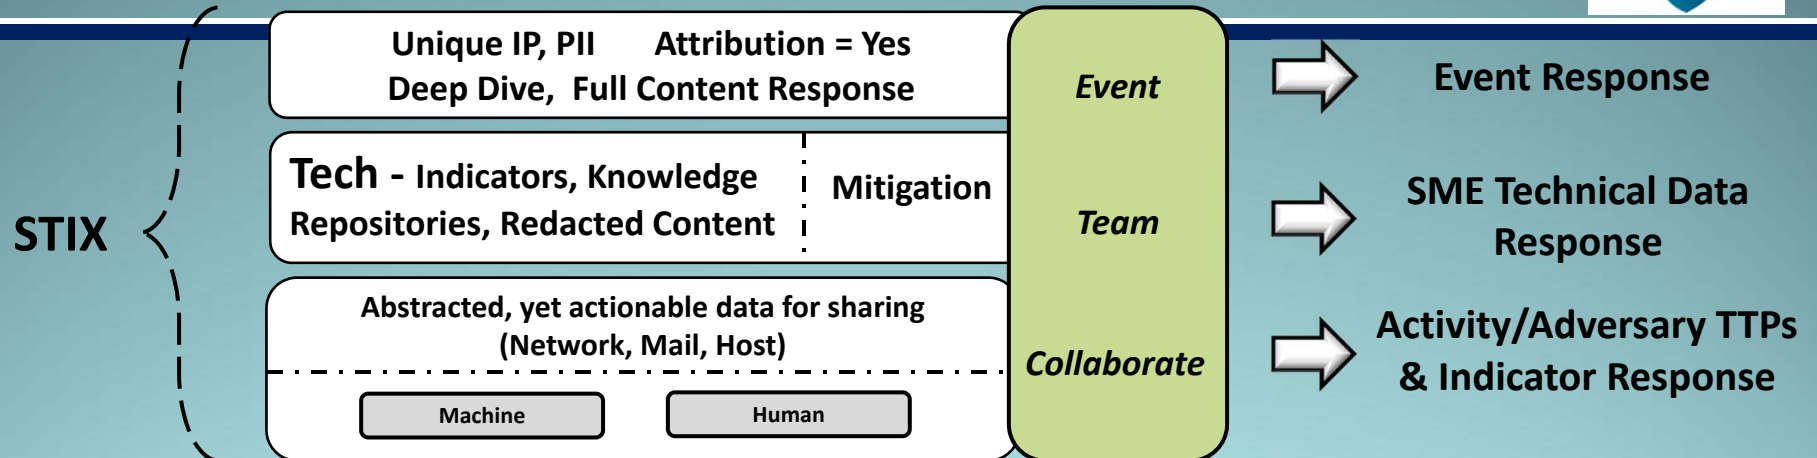 Unique IP, PII Attribution = Yes
Deep Dive, Full Content Response
Event
Event Response
STIX
Tech - Indicators, Knowledge
Repositories, Redacted Content
Mitigation
Team
SME Technical Data
Response
Abstracted, yet actionable data for sharing
(Network, Mail, Host)
Machine
Human
Collaborate
Activity/Adversary TTPs
& Indicator Response